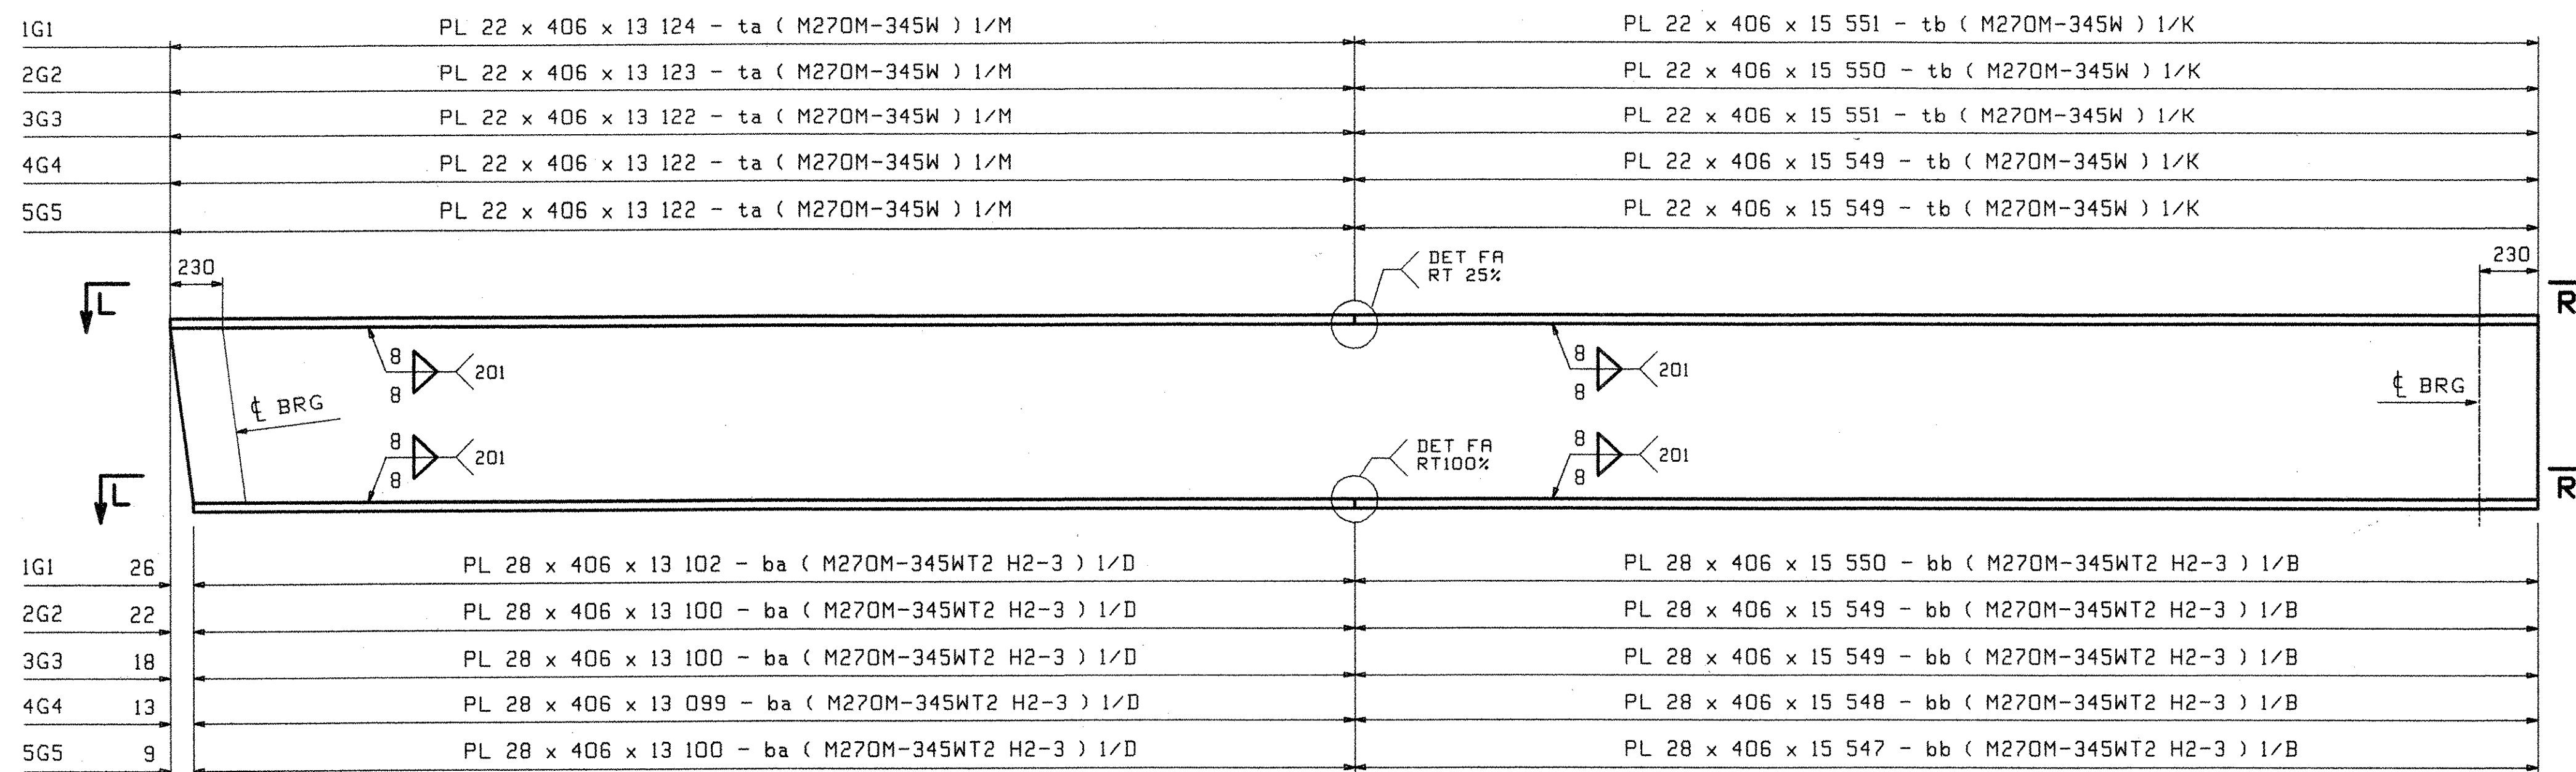 1G1 PL 22 x 406 x 13 124 - ta ( M270M-345W ) 1/M PL 22 x 406 x 15 551 - tb ( M270M-345W ) 1/K
2G2 PL 22 x 406 x 13 123 - ta ( M270M-345W ) 1/M PL 22 x 406 x 15 550 - tb ( M270M-345W ) 1/K
3G3 PL 22 x 406 x 13 122 - ta ( M270M-345W ) 1/M PL 22 x 406 x 15 551 - tb ( M270M-345W ) 1/K
4G4 PL 22 x 406 x 13 122 - ta ( M270M-345W ) 1/M PL 22 x 406 x 15 549 - tb ( M270M-345W ) 1/K
5G5 PL 22 x 406 x 13 122 - ta ( M270M-345W ) 1/M PL 22 x 406 x 15 549 - tb ( M270M-345W ) 1/K
230 DET FA 230
RT 25%
L R
8 201 8 201
8 8
℄ BRG ℄ BRG
8 201 DET FA 8 201
8 RT100% 8
L R
1G1 26 PL 28 x 406 x 13 102 - ba ( M270M-345WT2 H2-3 ) 1/D PL 28 x 406 x 15 550 - bb ( M270M-345WT2 H2-3 ) 1/B
2G2 22 PL 28 x 406 x 13 100 - ba ( M270M-345WT2 H2-3 ) 1/D PL 28 x 406 x 15 549 - bb ( M270M-345WT2 H2-3 ) 1/B
3G3 18 PL 28 x 406 x 13 100 - ba ( M270M-345WT2 H2-3 ) 1/D PL 28 x 406 x 15 549 - bb ( M270M-345WT2 H2-3 ) 1/B
4G4 13 PL 28 x 406 x 13 099 - ba ( M270M-345WT2 H2-3 ) 1/D PL 28 x 406 x 15 548 - bb ( M270M-345WT2 H2-3 ) 1/B
5G5 9 PL 28 x 406 x 13 100 - ba ( M270M-345WT2 H2-3 ) 1/D PL 28 x 406 x 15 547 - bb ( M270M-345WT2 H2-3 ) 1/B